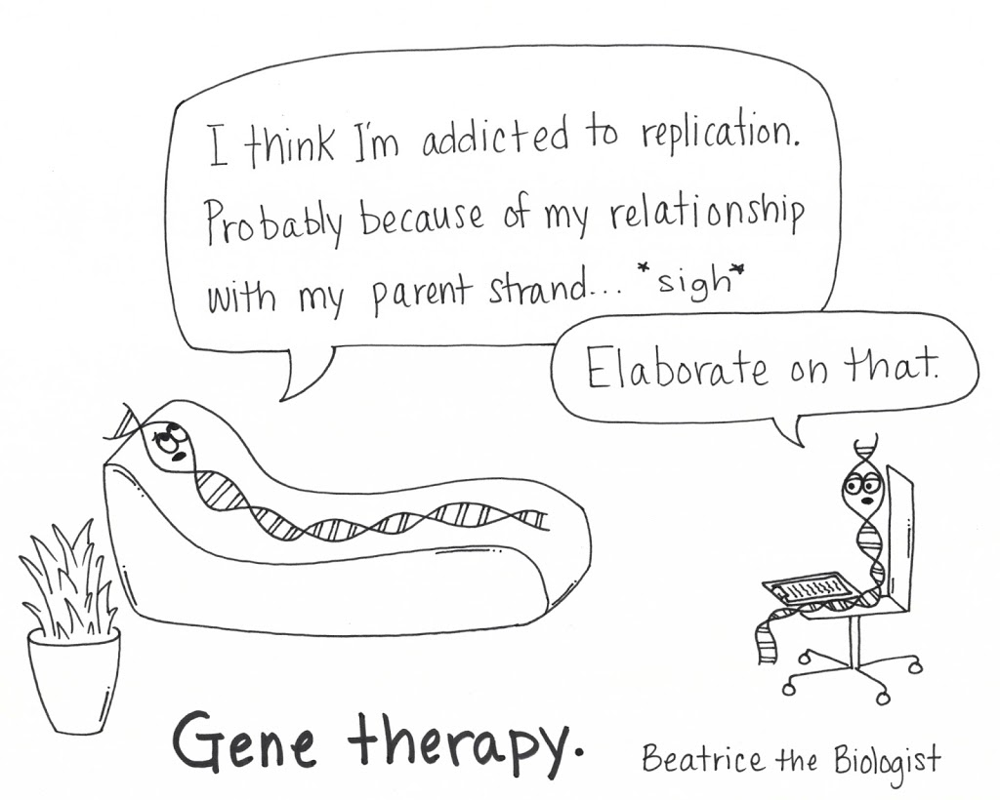 I think I'm addicted to replication.
Probably because of my relationship
with my parent strand... *sigh*
Elaborate on that.
Gene therapy.
Beatrice the Biologist